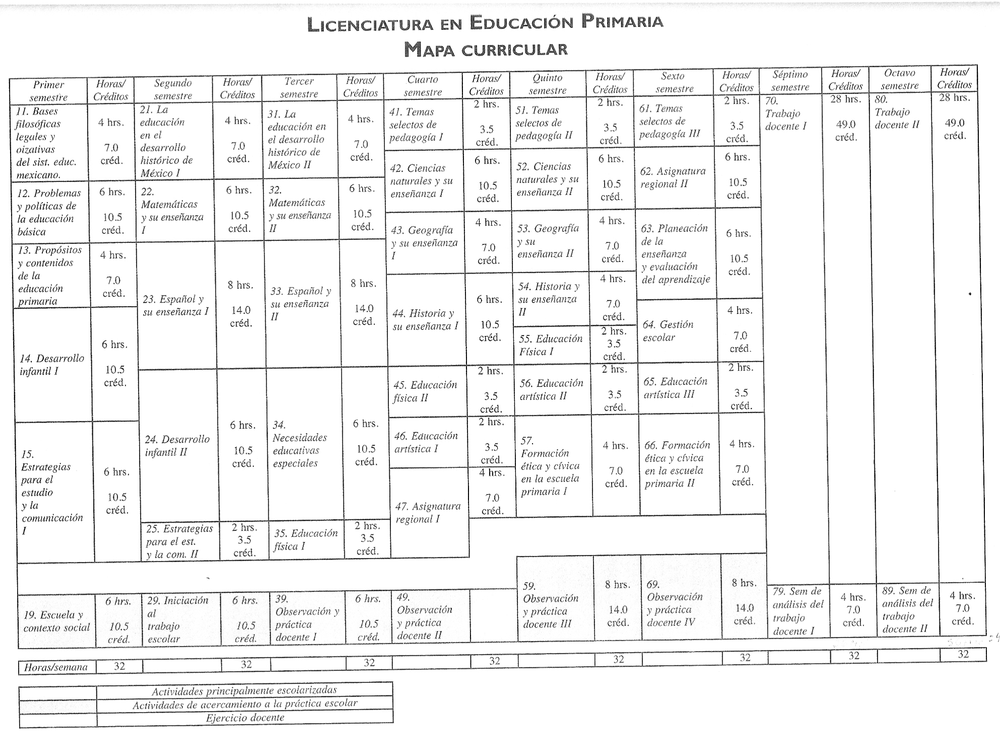 LICENCIATURA EN EDUCACIÓN PRIMARIA
MAPA CURRICULAR
Primer
semestre
Horas/
Créditos
Segundo
semestre
Horas/
Créditos
Tercer
semestre
Horas/
Créditos
Cuarto
semestre
Horas/
Créditos
Quinto
semestre
Horas/
Créditos
Sexto
semestre
Horas/
Créditos
Séptimo
semestre
Horas/
Créditos
Octavo
semestre
Horas/
Créditos
11. Bases
filosóficas
legales y
oizativas
del sist. educ.
mexicano.
4 hrs.
7.0
créd.
12. Problemas
y políticas de
la educación
básica
6 hrs.
10.5
créd.
13. Propósitos
y contenidos
de la
educación
primaria
4 hrs.
7.0
créd.
14. Desarrollo
infantil I
6 hrs.
10.5
créd.
15.
Estrategias
para el
estudio
y la
comunicación
I
6 hrs.
10.5
créd.
19. Escuela y
contexto social
6 hrs.
10.5
créd.
21. La
educación
en el
desarrollo
histórico de
México I
4 hrs.
7.0
créd.
22.
Matemáticas
y su enseñanza
I
6 hrs.
10.5
créd.
23. Español y
su enseñanza I
8 hrs.
14.0
créd.
24. Desarrollo
infantil II
6 hrs.
10.5
créd.
25. Estrategias
para el est.
y la com. II
2 hrs.
3.5
créd.
29. Iniciación
al
trabajo
escolar
6 hrs.
10.5
créd.
31. La
educación en
el desarrollo
histórico de
México II
4 hrs.
7.0
créd.
32.
Matemáticas
y su enseñanza
II
6 hrs.
10.5
créd.
33. Español y
su enseñanza
II
8 hrs.
14.0
créd.
34.
Necesidades
educativas
especiales
6 hrs.
10.5
créd.
35. Educación
física I
2 hrs.
3.5
créd.
39.
Observación y
práctica
docente I
6 hrs.
10.5
créd.
41. Temas
selectos de
pedagogía I
2 hrs.
3.5
créd.
42. Ciencias
naturales y su
enseñanza I
6 hrs.
10.5
créd.
43. Geografía
y su enseñanza
I
4 hrs.
7.0
créd.
44. Historia y
su enseñanza I
6 hrs.
10.5
créd.
45. Educación
física II
2 hrs.
3.5
créd.
46. Educación
artística I
2 hrs.
3.5
créd.
47. Asignatura
regional I
4 hrs.
7.0
créd.
49.
Observación
y práctica
docente II
51. Temas
selectos de
pedagogía II
2 hrs.
3.5
créd.
52. Ciencias
naturales y su
enseñanza II
6 hrs.
10.5
créd.
53. Geografía
y su
enseñanza II
4 hrs.
7.0
créd.
54. Historia y
su enseñanza
II
4 hrs.
7.0
créd.
55. Educación
Física I
2 hrs.
3.5
créd.
56. Educación
artística II
2 hrs.
3.5
créd.
57.
Formación
ética y cívica
en la escuela
primaria I
4 hrs.
7.0
créd.
59.
Observación
y práctica
docente III
8 hrs.
14.0
créd.
61. Temas
selectos de
pedagogía III
2 hrs.
3.5
créd.
62. Asignatura
regional II
6 hrs.
10.5
créd.
63. Planeación
de la
enseñanza
y evaluación
del aprendizaje
6 hrs.
10.5
créd.
64. Gestión
escolar
4 hrs.
7.0
créd.
65. Educación
artística III
2 hrs.
3.5
créd.
66. Formación
ética y cívica
en la escuela
primaria II
4 hrs.
7.0
créd.
69.
Observación
y práctica
docente IV
8 hrs.
14.0
créd.
70.
Trabajo
docente I
28 hrs.
49.0
créd.
79. Sem de
análisis del
trabajo
docente I
4 hrs.
7.0
créd.
80.
Trabajo
docente II
28 hrs.
49.0
créd.
89. Sem de
análisis del
trabajo
docente II
4 hrs.
7.0
créd.
Horas/semana 32 32 32 32 32 32 32 32
Actividades principalmente escolarizadas
Actividades de acercamiento a la práctica escolar
Ejercicio docente